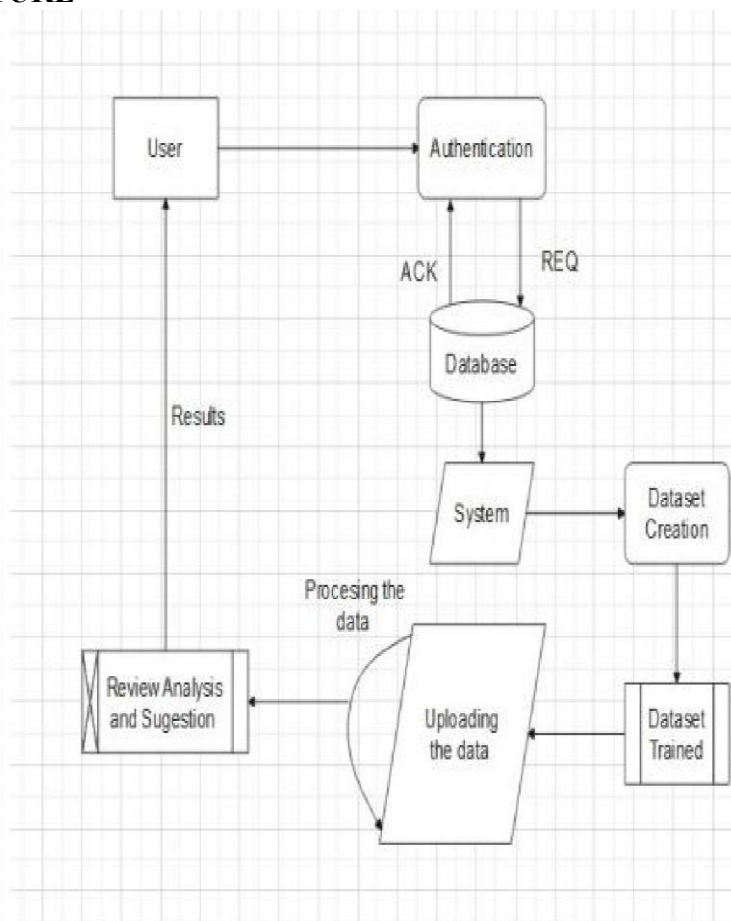 User
Authentication
ACK
REQ
Database
Results
System
Dataset
Creation
Procesing the
data
Review Analysis
and Sugestion
Uploading
the data
Dataset
Trained